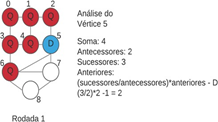 0 1 2
Q Q Q
3 4 5
Q Q D
6 7
Q
8
Rodada 1
Análise do
Vértice 5
Soma: 4
Antecessores: 2
Sucessores: 3
Anteriores:
(sucessores/antecessores)*anteriores - D
(3/2)*2 -1 = 2